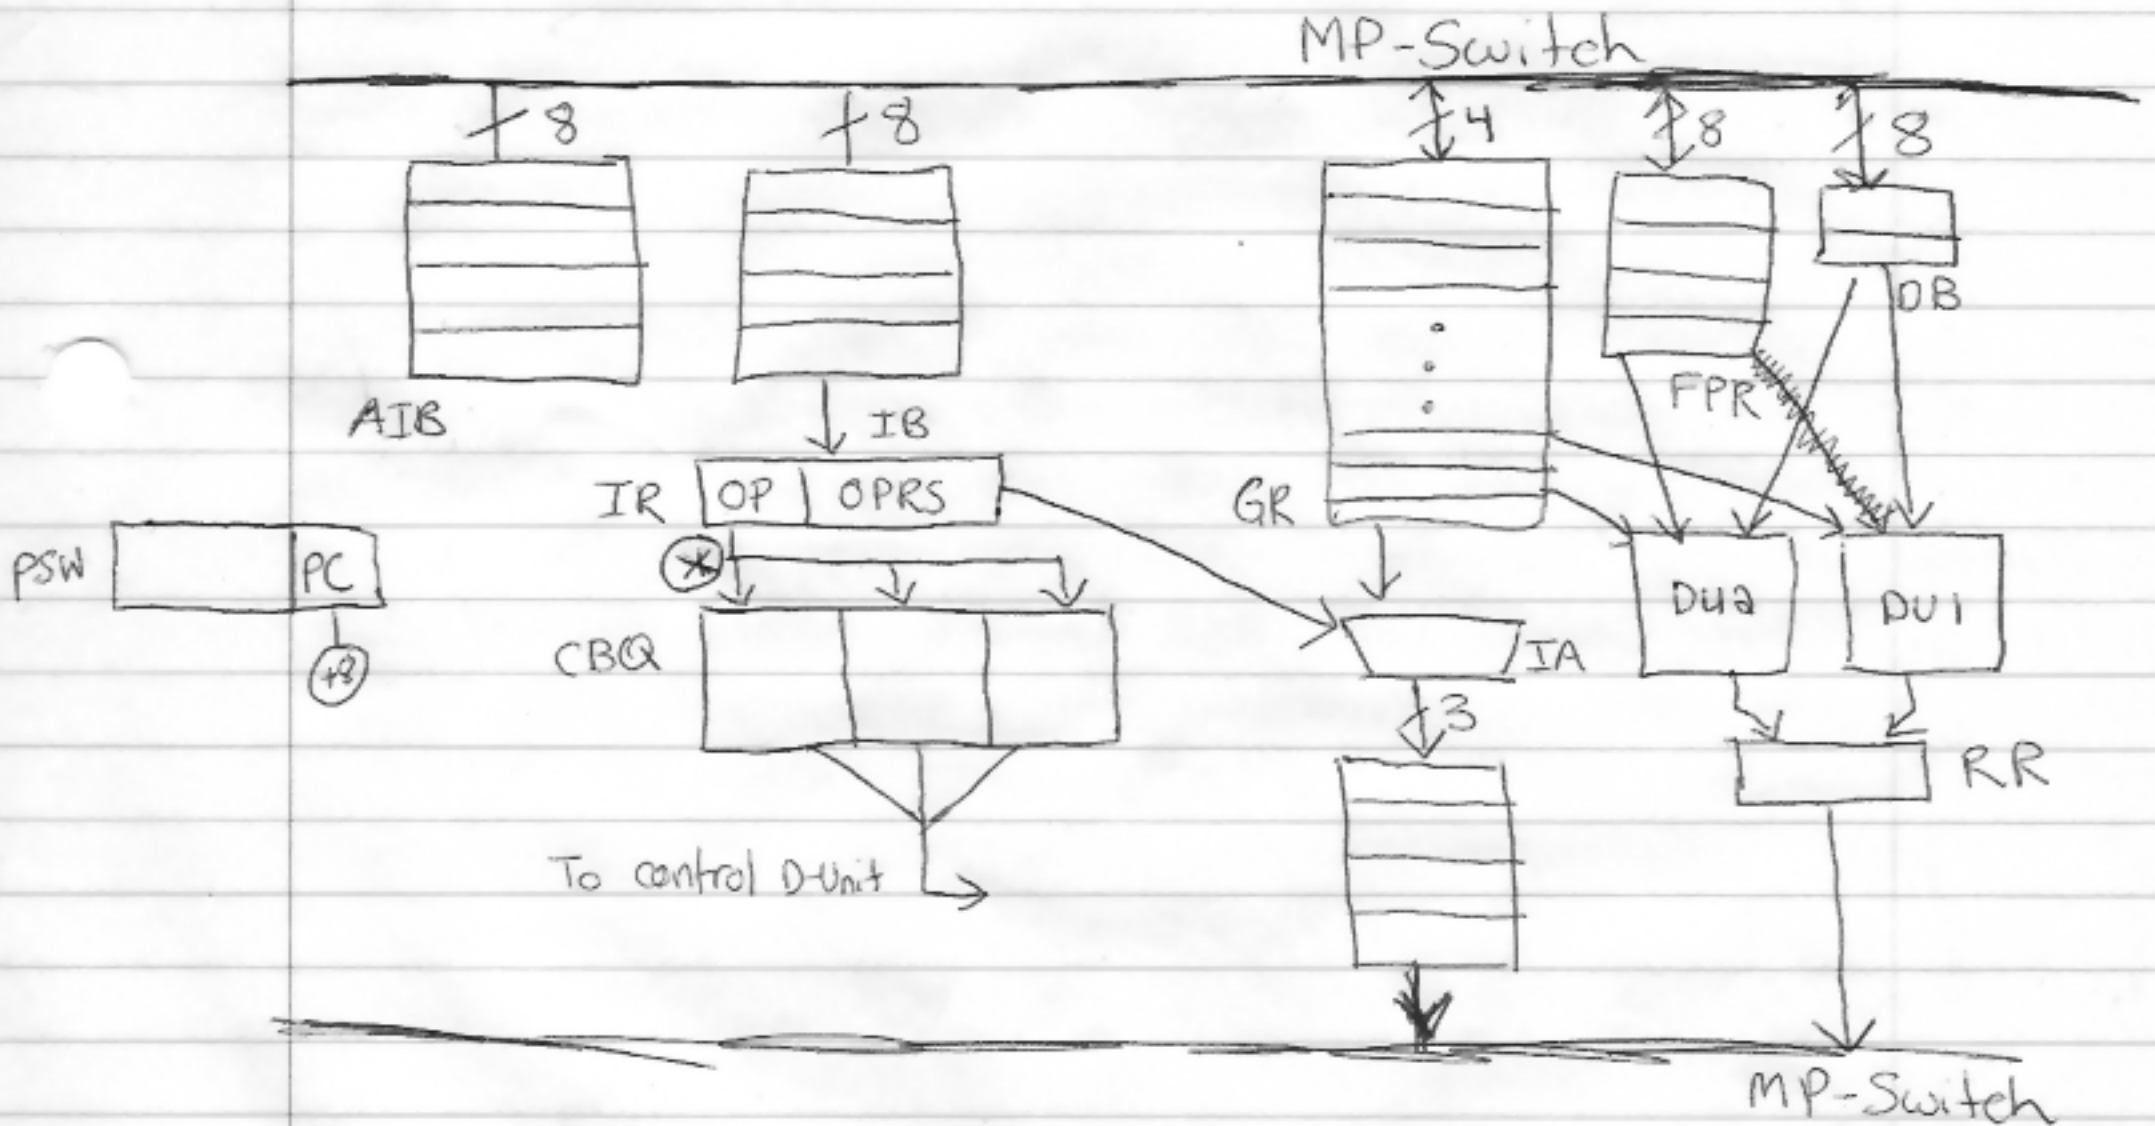 MP-Switch
8
8
4
8
8
DB
FPR
AIB
IB
IR
OP
OPRS
GR
PSW
PC
*
+8
CBQ
IA
DU2
DU1
3
RR
To control D-Unit
MP-Switch